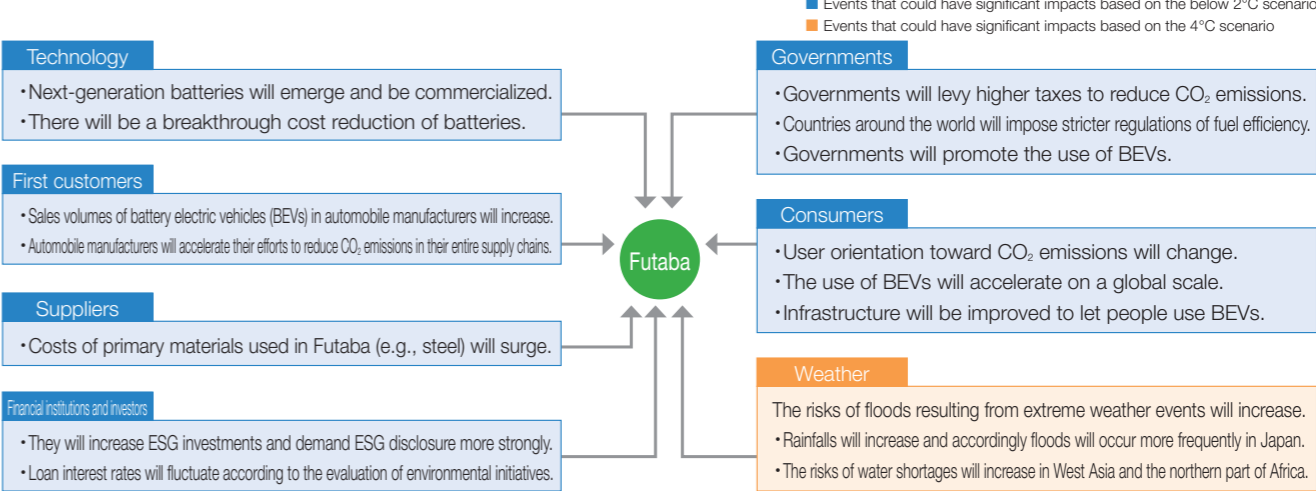 ■ Events that could have significant impacts based on the below 2°C scenario
■ Events that could have significant impacts based on the 4°C scenario
Technology
・Next-generation batteries will emerge and be commercialized.
・There will be a breakthrough cost reduction of batteries.
First customers
・Sales volumes of battery electric vehicles (BEVs) in automobile manufacturers will increase.
・Automobile manufacturers will accelerate their efforts to reduce CO₂ emissions in their entire supply chains.
Suppliers
・Costs of primary materials used in Futaba (e.g., steel) will surge.
Financial institutions and investors
・They will increase ESG investments and demand ESG disclosure more strongly.
・Loan interest rates will fluctuate according to the evaluation of environmental initiatives.
Futaba
Governments
・Governments will levy higher taxes to reduce CO₂ emissions.
・Countries around the world will impose stricter regulations of fuel efficiency.
・Governments will promote the use of BEVs.
Consumers
・User orientation toward CO₂ emissions will change.
・The use of BEVs will accelerate on a global scale.
・Infrastructure will be improved to let people use BEVs.
Weather
The risks of floods resulting from extreme weather events will increase.
・Rainfalls will increase and accordingly floods will occur more frequently in Japan.
・The risks of water shortages will increase in West Asia and the northern part of Africa.